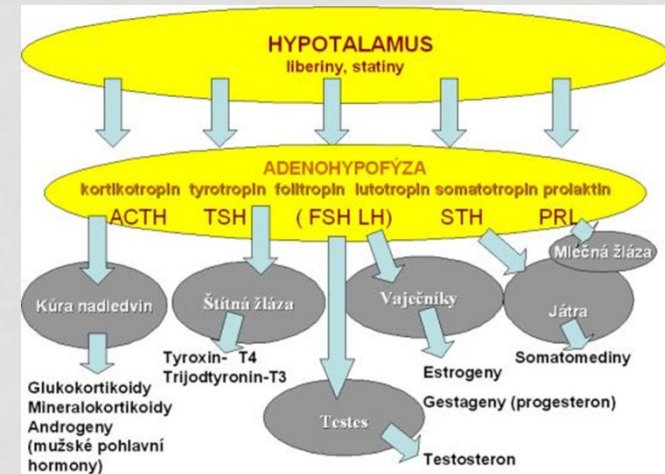 HYPOTALAMUS
liberiny, statiny
ADENOHYPOFÝZA
kortikotropin tyrotropin folitropin lutotropin somatotropin prolaktin
ACTH TSH ( FSH LH) STH PRL
Mléčná žláza
Kůra nadledvin
Štítná žláza
Vaječníky
Játra
Tyroxin- T4
Trijodtyronin-T3
Somatomediny
Estrogeny
Glukokortikoidy
Mineralokortikoidy
Androgeny
(mužské pohlavní
hormony)
Gestageny (progesteron)
Testes
Testosteron